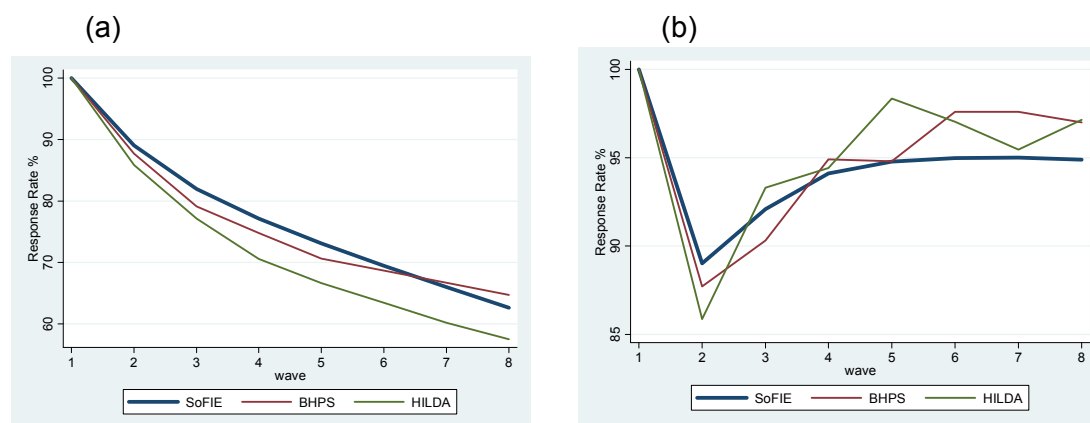 (a)
(b)
Response Rate %
100
90
80
70
60
1 2 3 4 5 6 7 8
wave
SoFIE BHPS HILDA
Response Rate %
100
95
90
85
1 2 3 4 5 6 7 8
wave
SoFIE BHPS HILDA